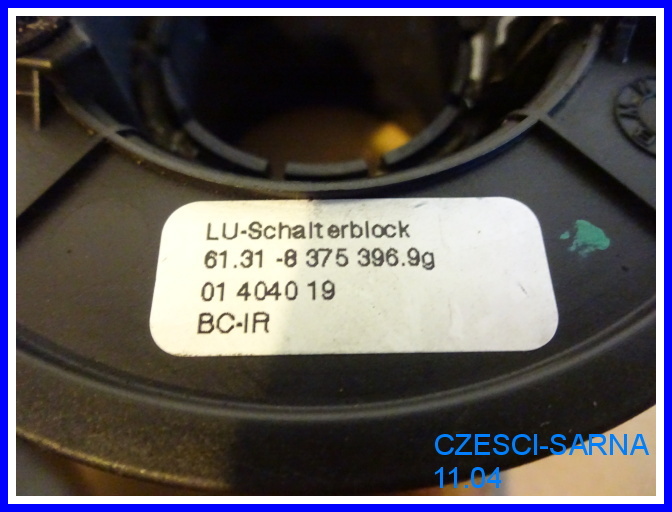 LU-Schalterblock
61.31 -8 375 396.9g
01 4040 19
BC-IR
CZESCI-SARNA
11.04